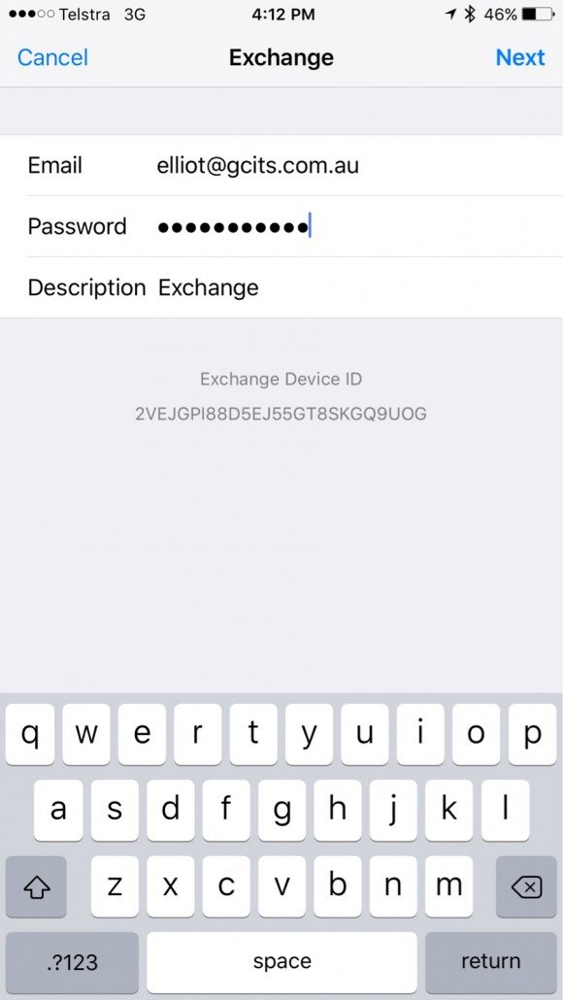 Telstra 3G 4:12 PM 46%
Cancel Exchange Next
Email elliot@gcits.com.au
Password ●●●●●●●●●●●
Description Exchange
Exchange Device ID
2VEJGPI88D5EJ55GT8SKGQ9UOG
q w e r t y u i o p
a s d f g h j k l
z x c v b n m
.?123 space return